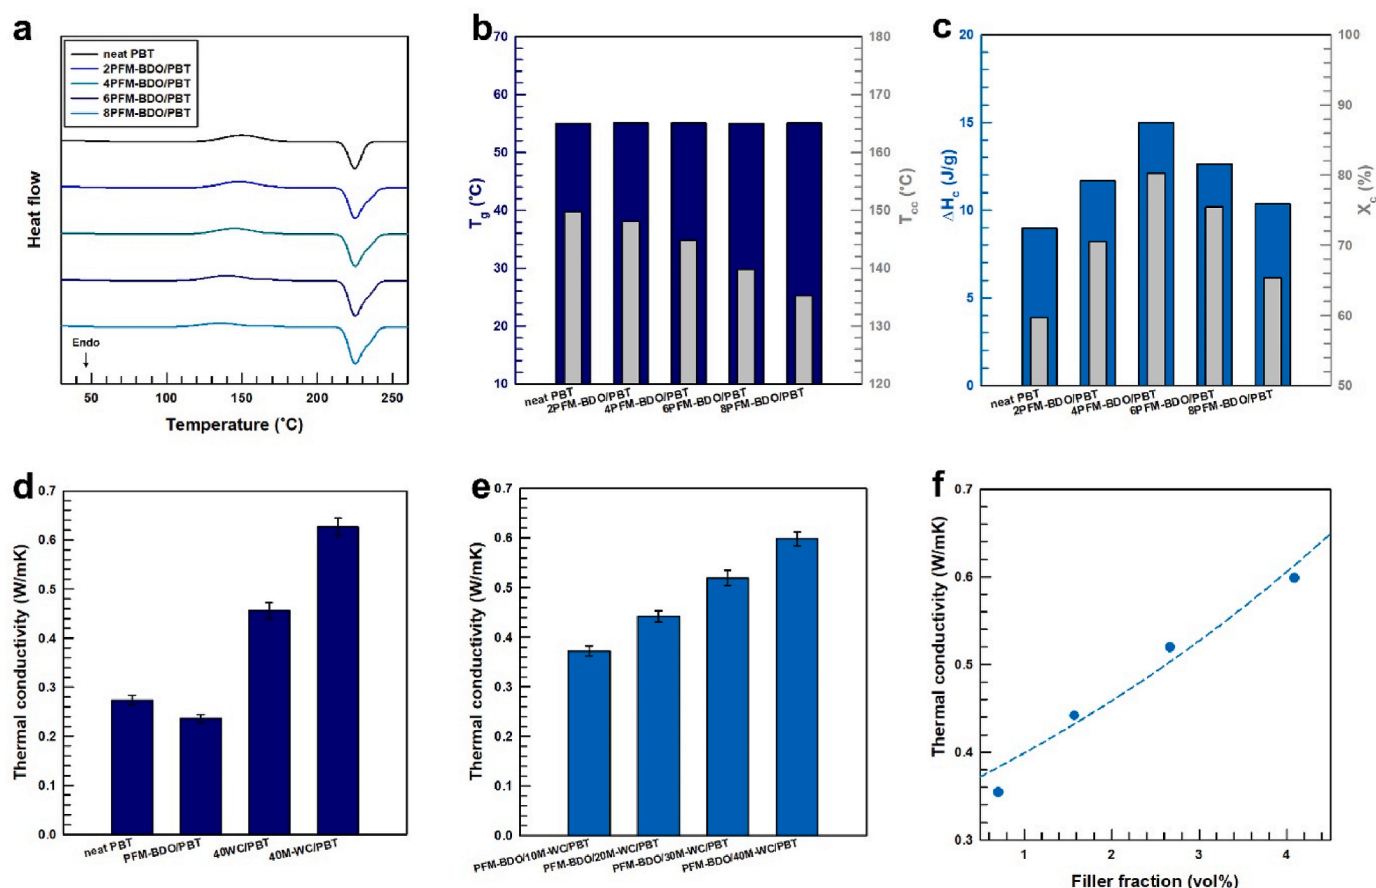 a
neat PBT
2PFM-BDO/PBT
4PFM-BDO/PBT
6PFM-BDO/PBT
8PFM-BDO/PBT
Heat flow
Endo
50 100 150 200 250
Temperature (˚C)
b
70
60
50
40
30
20
10
Tg (˚C)
180
170
160
150
140
130
120
Tcc (˚C)
neat PBT
2PFM-BDO/PBT
4PFM-BDO/PBT
6PFM-BDO/PBT
8PFM-BDO/PBT
c
20
15
10
5
0
ΔHc (J/g)
100
90
80
70
60
50
Xc (%)
neat PBT
2PFM-BDO/PBT
4PFM-BDO/PBT
6PFM-BDO/PBT
8PFM-BDO/PBT
d
0.7
0.6
0.5
0.4
0.3
0.2
0.1
0.0
Thermal conductivity (W/mK)
neat PBT
PFM-BDO/PBT
40WC/PBT
40M-WC/PBT
e
0.7
0.6
0.5
0.4
0.3
0.2
0.1
0.0
Thermal conductivity (W/mK)
PFM-BDO/10M-WC/PBT
PFM-BDO/20M-WC/PBT
PFM-BDO/30M-WC/PBT
PFM-BDO/40M-WC/PBT
f
0.7
0.6
0.5
0.4
0.3
Thermal conductivity (W/mK)
1 2 3 4
Filler fraction (vol%)